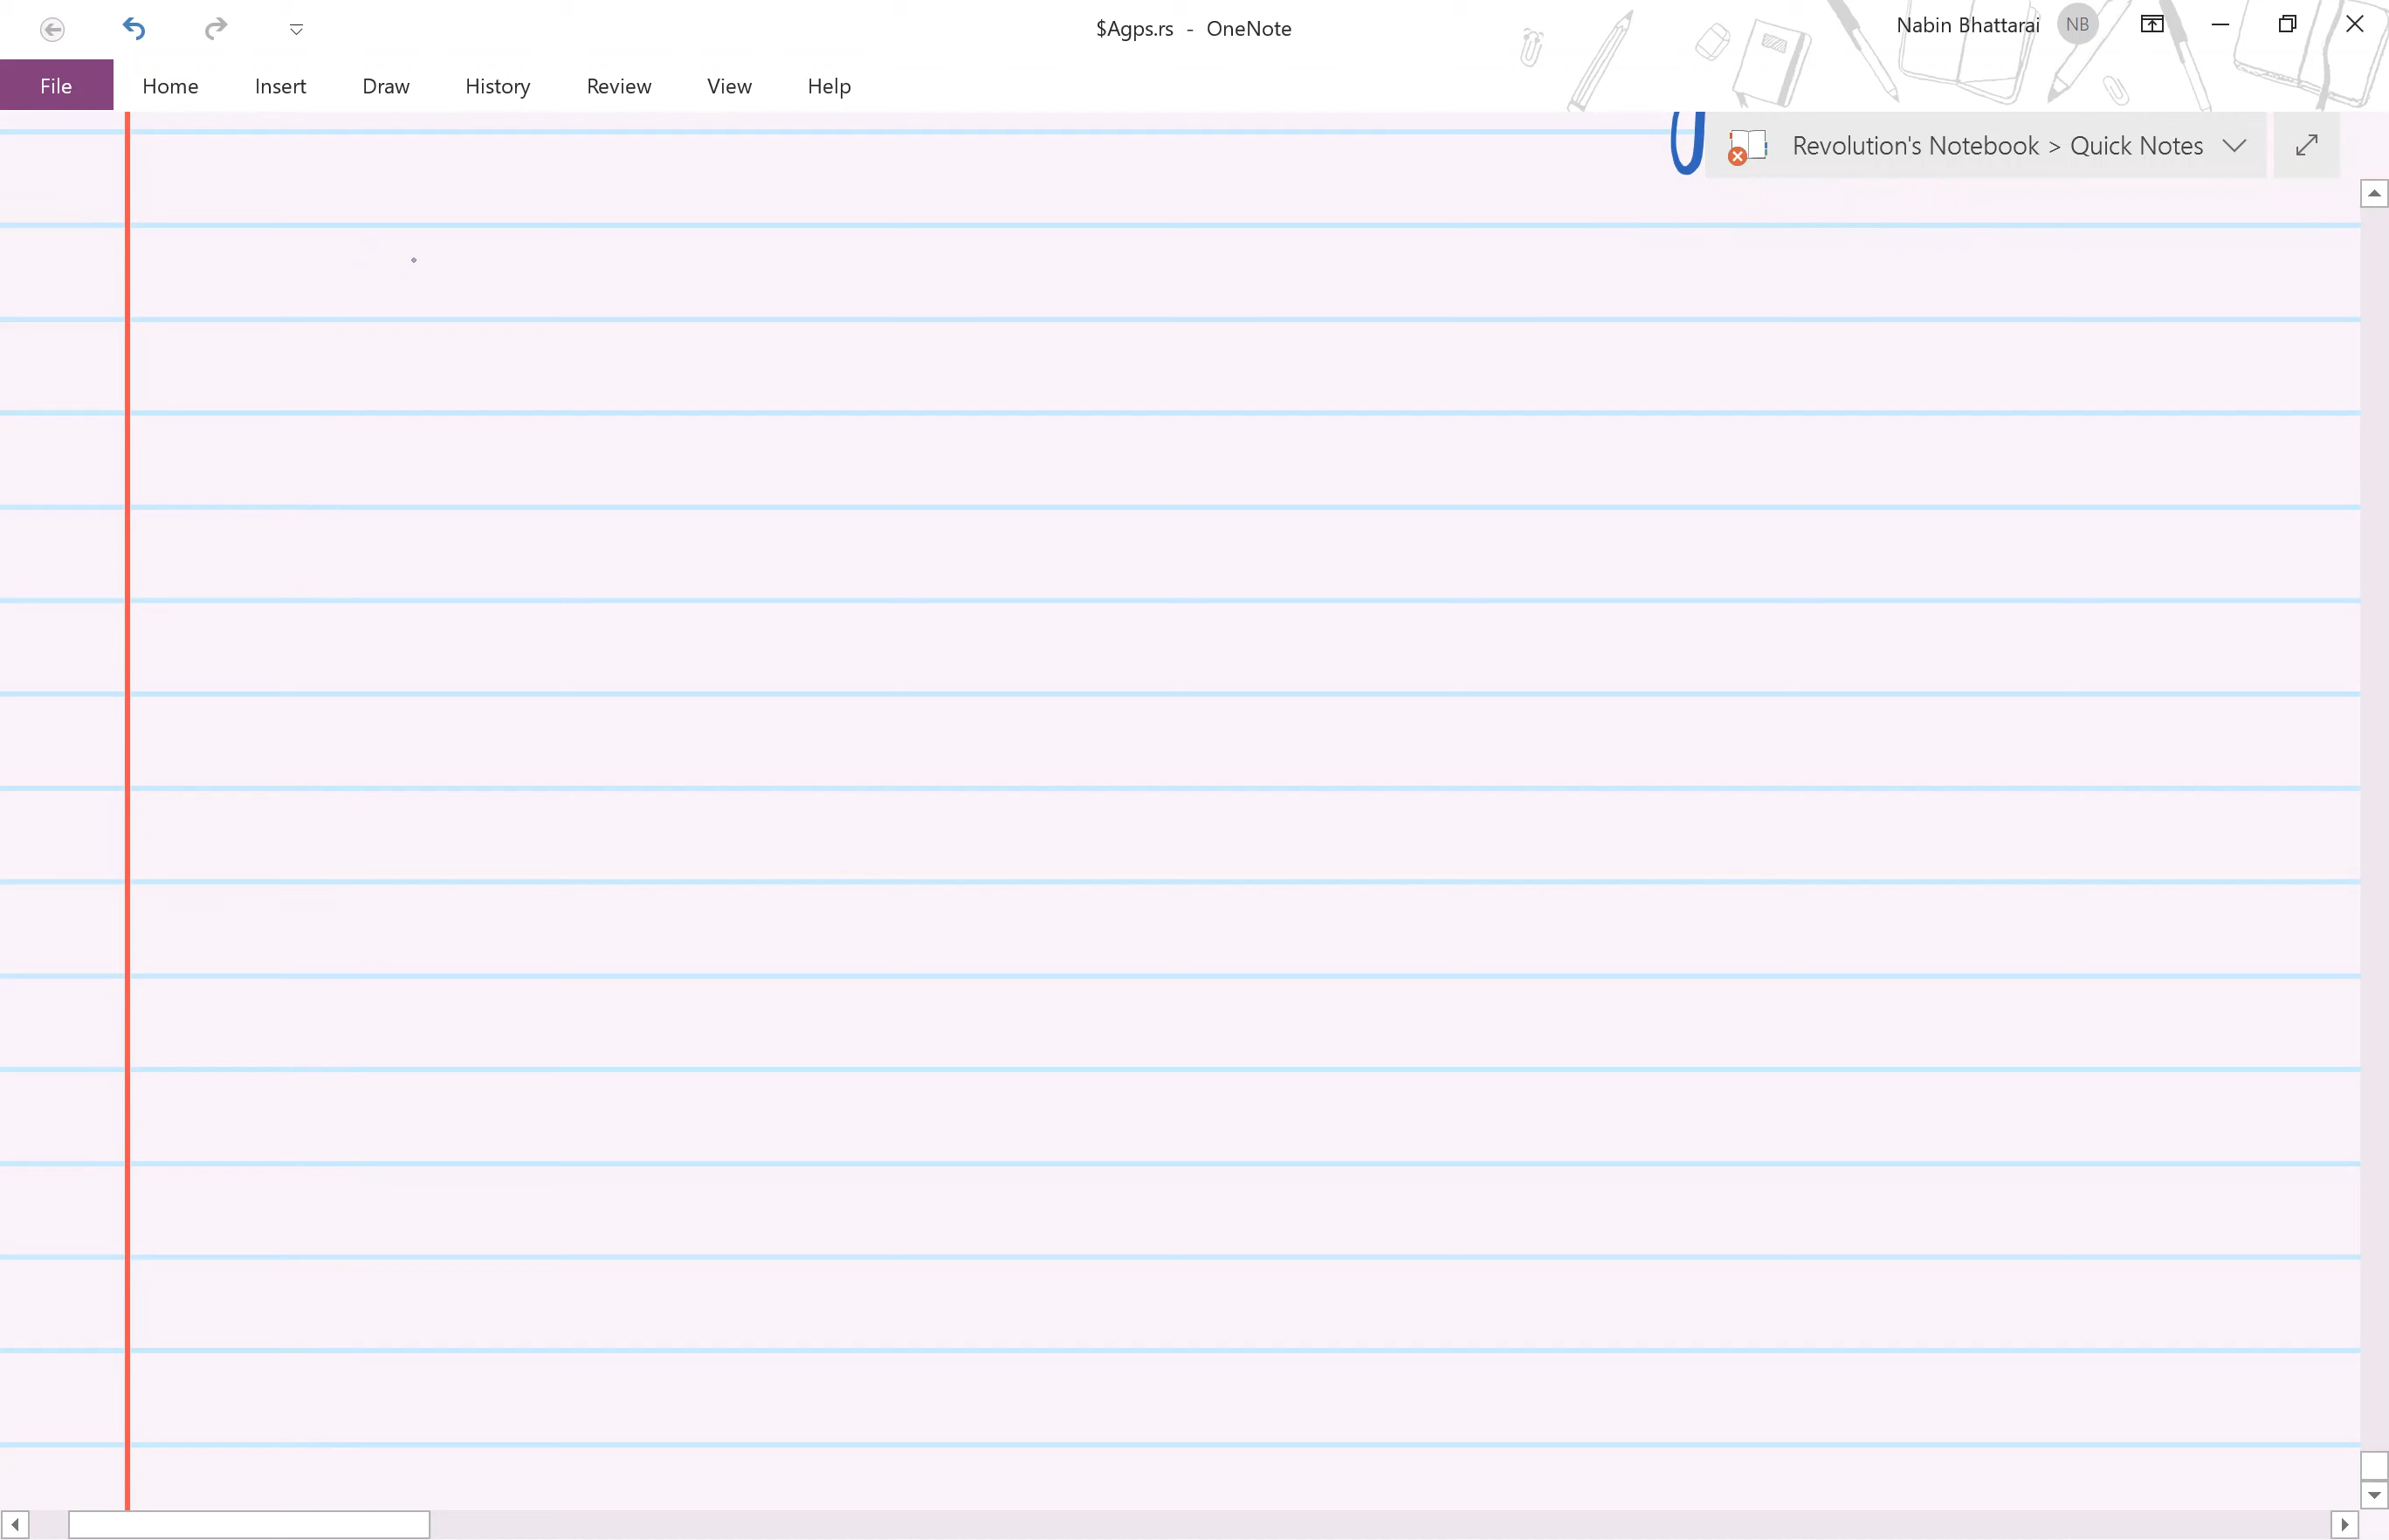 $Agps.rs - OneNote
Nabin Bhattarai NB
File Home Insert Draw History Review View Help
Revolution's Notebook > Quick Notes